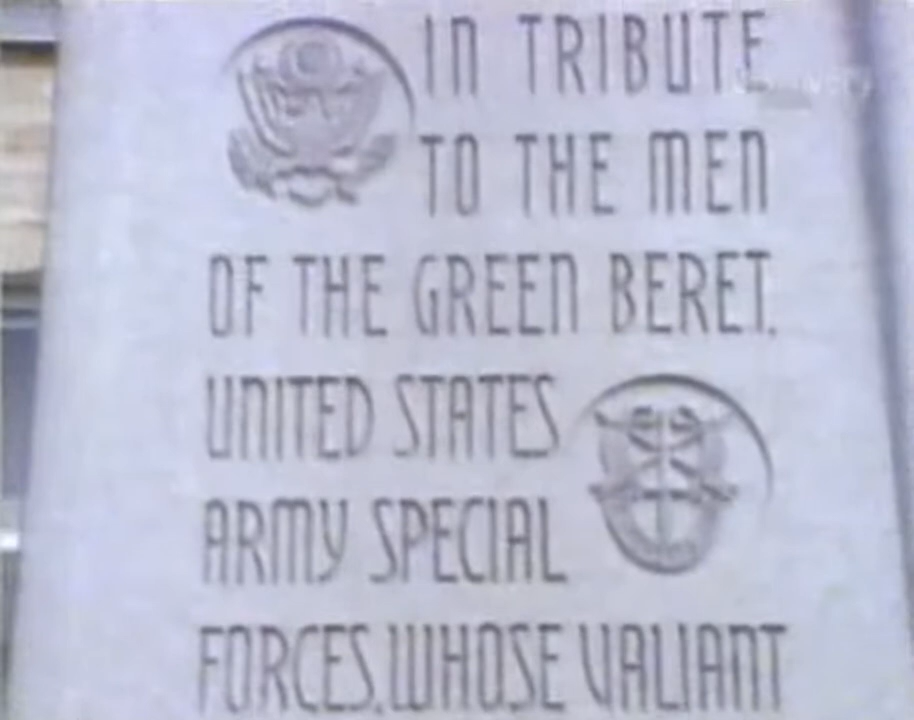 IN TRIBUTE
TO THE MEN
OF THE GREEN BERET.
UNITED STATES
ARMY SPECIAL
FORCES, WHOSE VALIANT